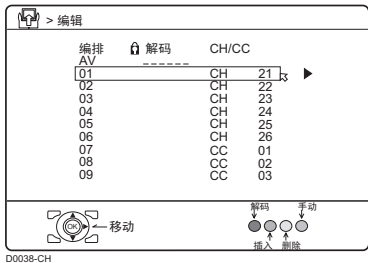 > 编辑
编排 解码 CH/CC
AV ------
01 CH 21
02 CH 22
03 CH 23
04 CH 24
05 CH 25
06 CH 26
07 CC 01
08 CC 02
09 CC 03
解码 手动
OK 移动
插入 删除
D0038-CH